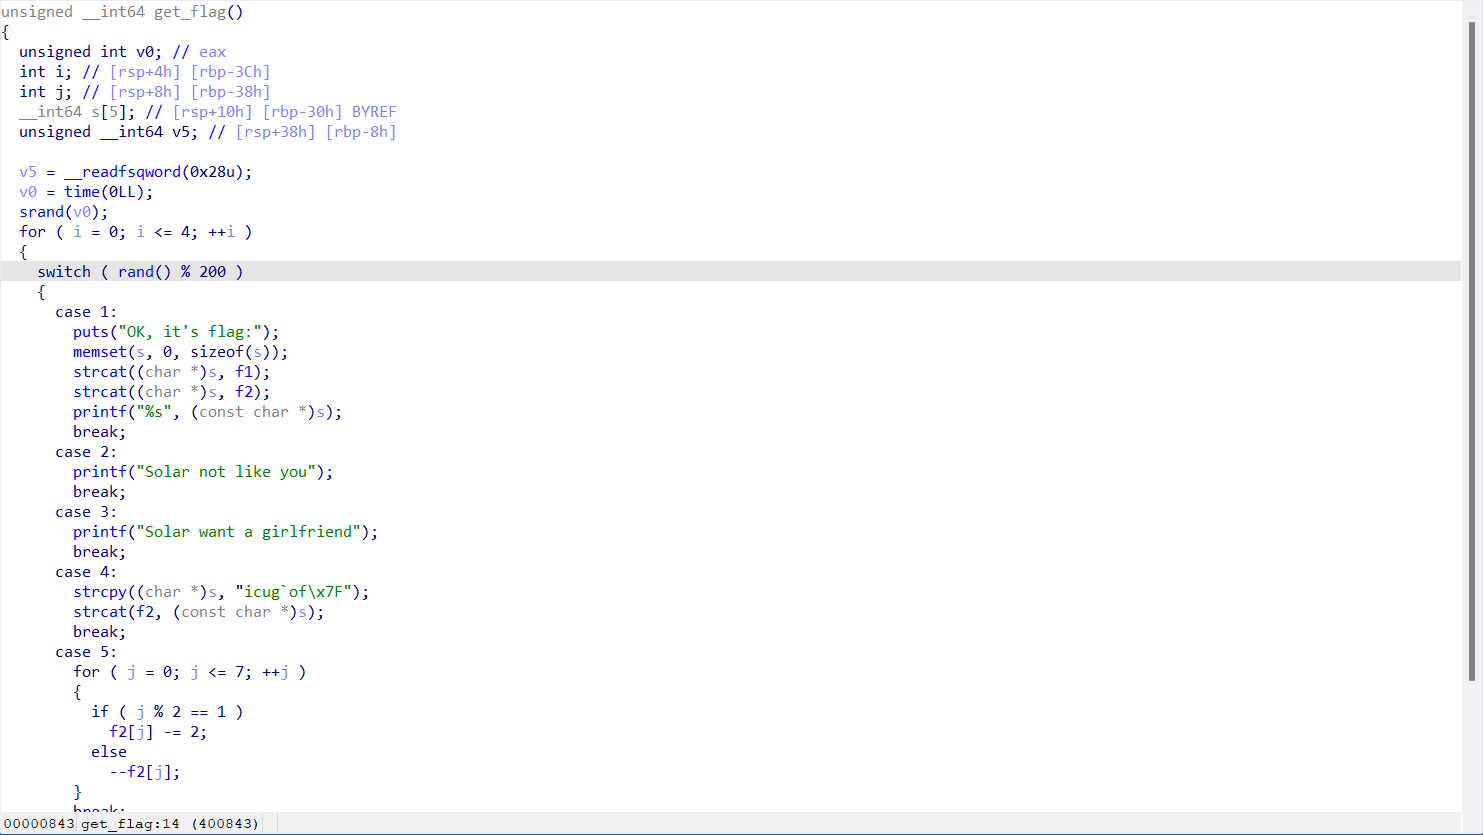 unsigned __int64 get_flag()
{
  unsigned int v0; // eax
  int i; // [rsp+4h] [rbp-3Ch]
  int j; // [rsp+8h] [rbp-38h]
  __int64 s[5]; // [rsp+10h] [rbp-30h] BYREF
  unsigned __int64 v5; // [rsp+38h] [rbp-8h]

  v5 = __readfsqword(0x28u);
  v0 = time(0LL);
  srand(v0);
  for ( i = 0; i <= 4; ++i )
  {
    switch ( rand() % 200 )
    {
      case 1:
        puts("OK, it's flag:");
        memset(s, 0, sizeof(s));
        strcat((char *)s, f1);
        strcat((char *)s, f2);
        printf("%s", (const char *)s);
        break;
      case 2:
        printf("Solar not like you");
        break;
      case 3:
        printf("Solar want a girlfriend");
        break;
      case 4:
        strcpy((char *)s, "icug`of\x7F");
        strcat(f2, (const char *)s);
        break;
      case 5:
        for ( j = 0; j <= 7; ++j )
        {
          if ( j % 2 == 1 )
            f2[j] -= 2;
          else
            --f2[j];
        }
        break;
00000843 get_flag:14 (400843)